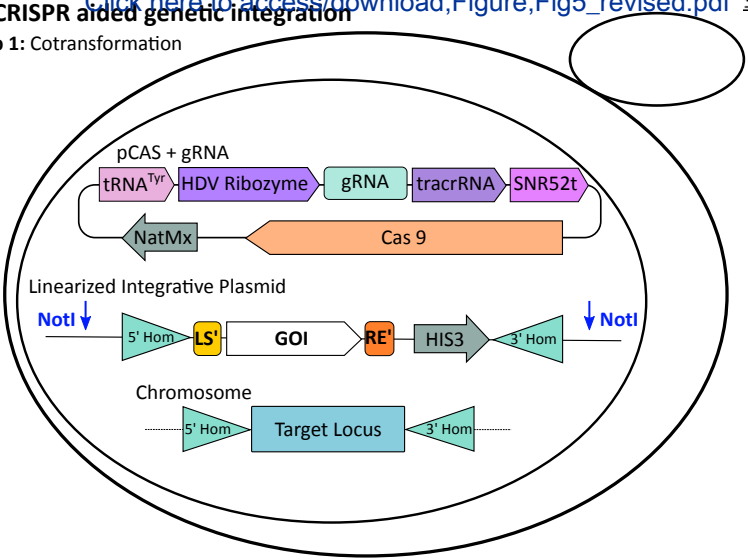 CRISPR aided genetic integration
Click here to access/download;Figure;Fig5_revised.pdf
1: Cotransformation
pCAS + gRNA
tRNATyr HDV Ribozyme gRNA tracrRNA SNR52t
NatMx Cas 9
Linearized Integrative Plasmid
NotI NotI
5' Hom LS' GOI RE' HIS3 3' Hom
Chromosome
5' Hom Target Locus 3' Hom